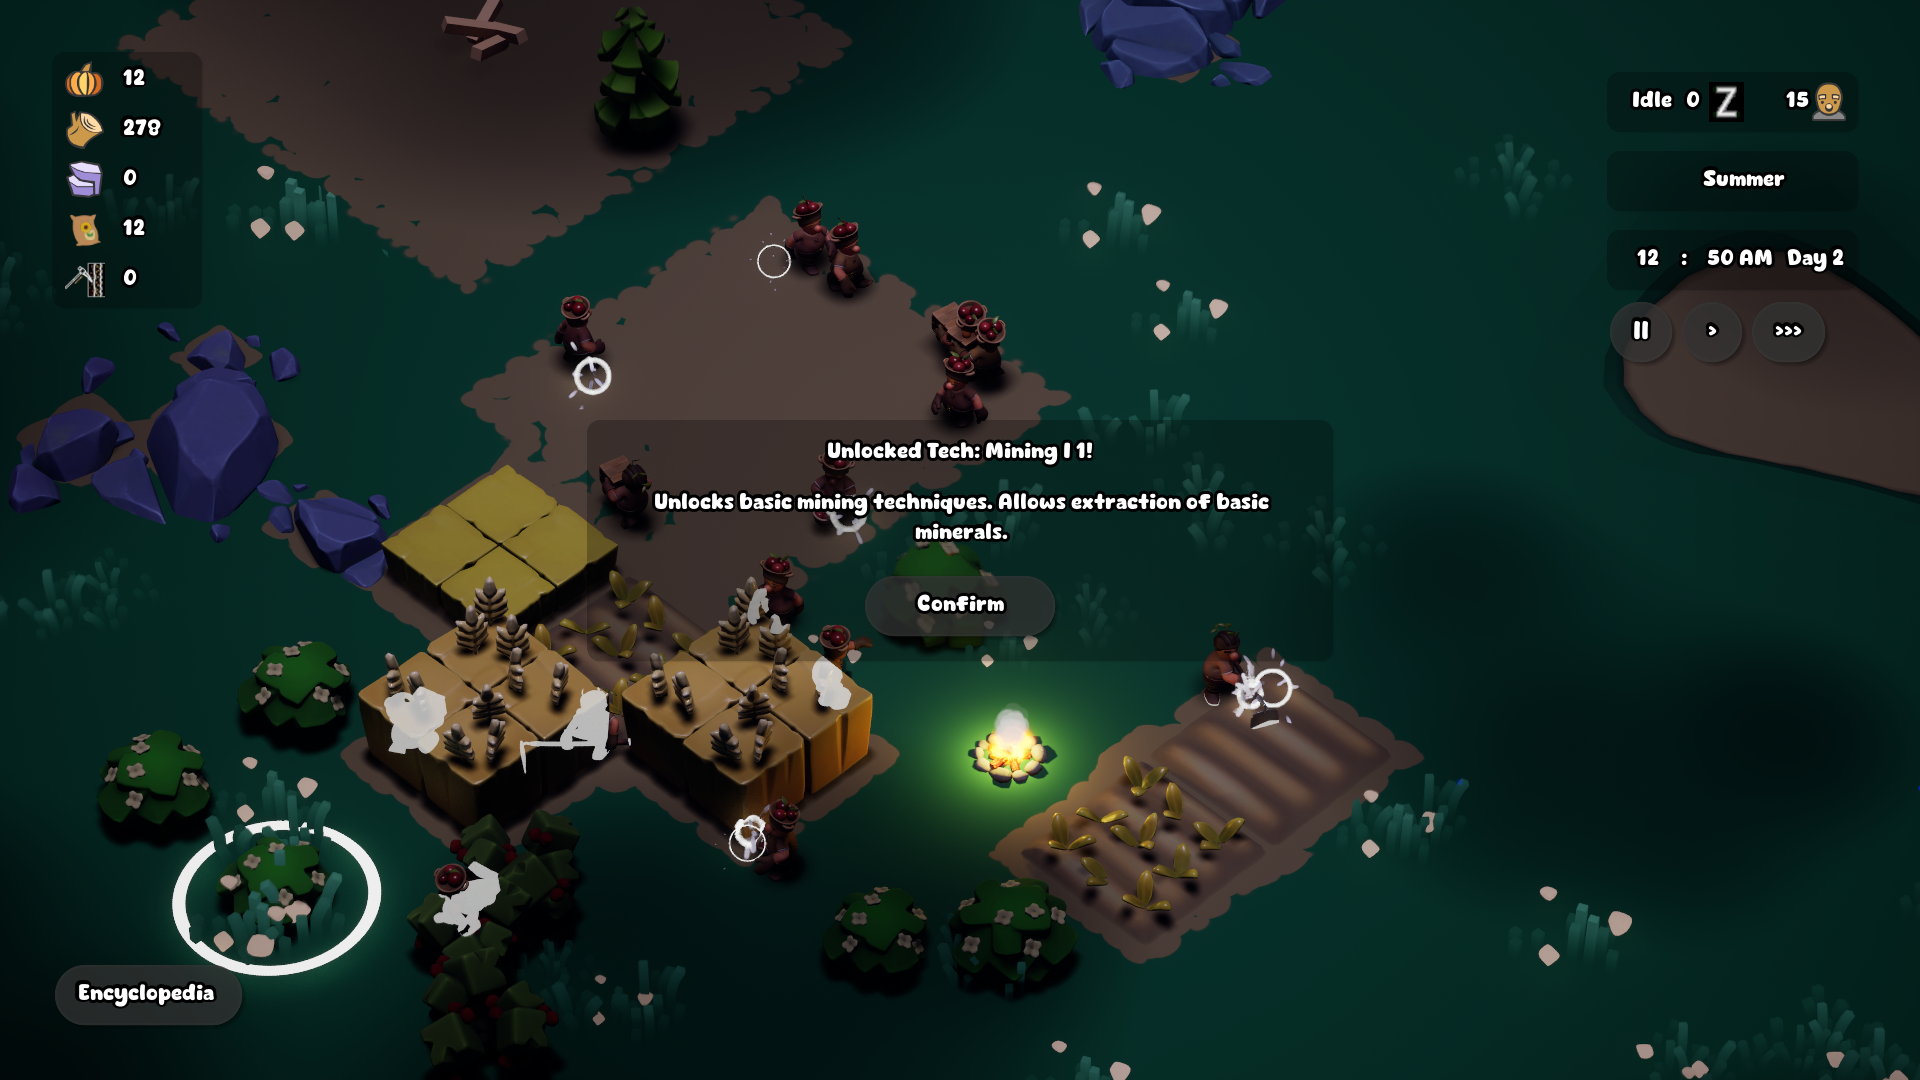 12
278
0
12
0
Idle 0 Z 15
Summer
12 : 50 AM Day 2
> >>>
Unlocked Tech: Mining I 1!
Unlocks basic mining techniques. Allows extraction of basic
minerals.
Confirm
Encyclopedia